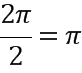 2π/2 = π